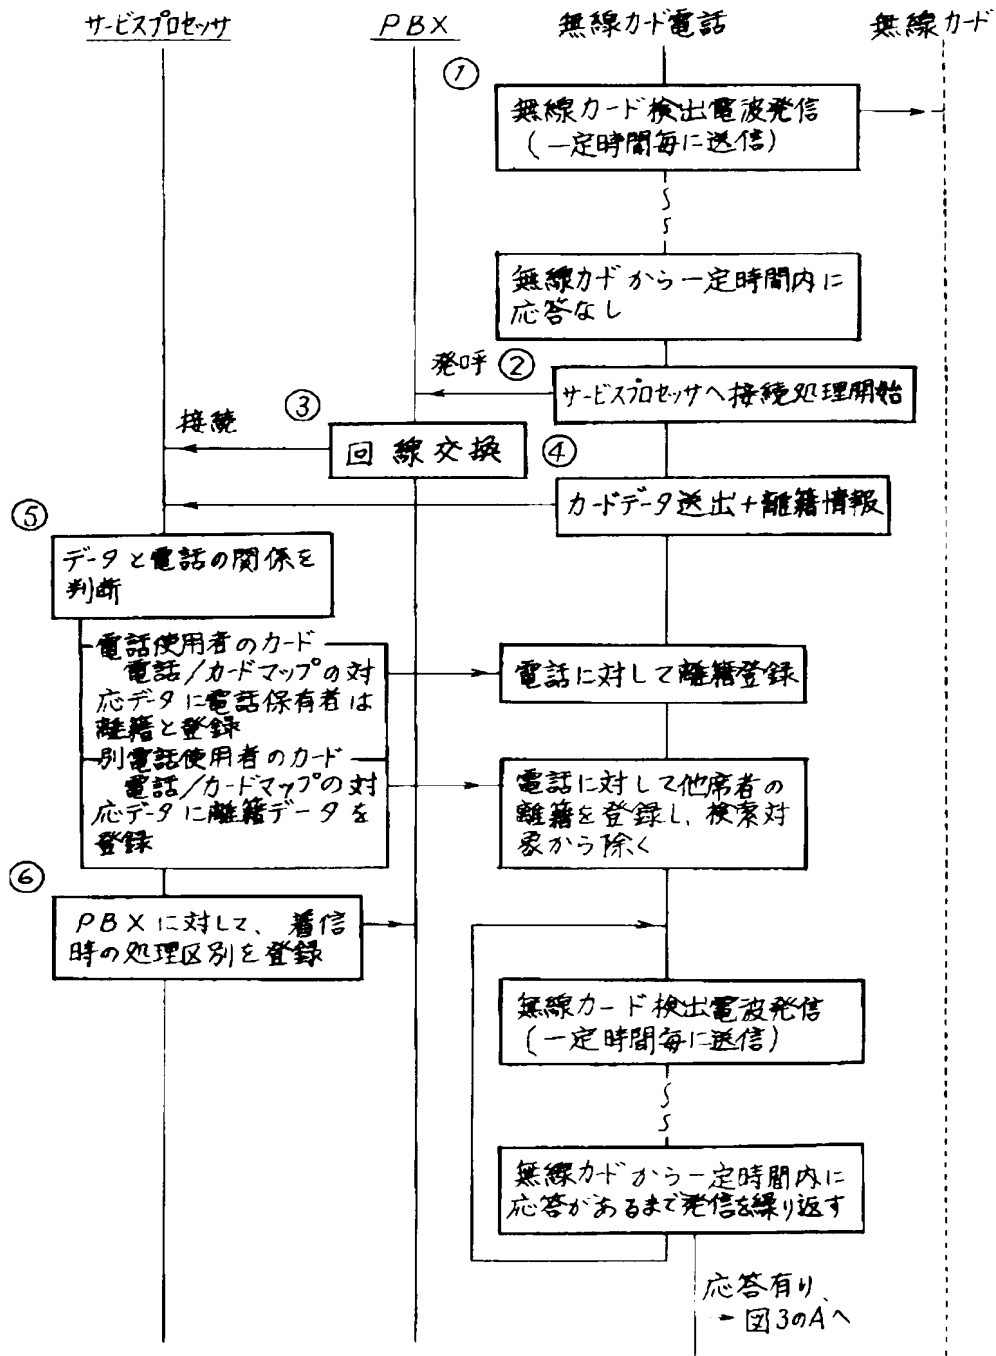 サービスプロセッサ
PBX
無線カード電話
無線カード
①
無線カード検出電波発信
(一定時間毎に送信)
無線カードから一定時間内に
応答なし
発呼
②
サービスプロセッサへ接続処理開始
③
接続
回線交換
④
カードデータ送出+離籍情報
⑤
データと電話の関係を
判断
電話使用者のカード
電話/カードマップの対
応データに電話保有者は
離籍と登録
電話に対して離籍登録
別電話使用者のカード
電話/カードマップの対
応データに離籍データを
登録
電話に対して他席者の
離籍を登録し、検索対
象から除く
⑥
PBXに対して、着信
時の処理区別を登録
無線カード検出電波発信
(一定時間毎に送信)
無線カードから一定時間内に
応答があるまで発信を繰り返す
応答有り、
→図3のAへ